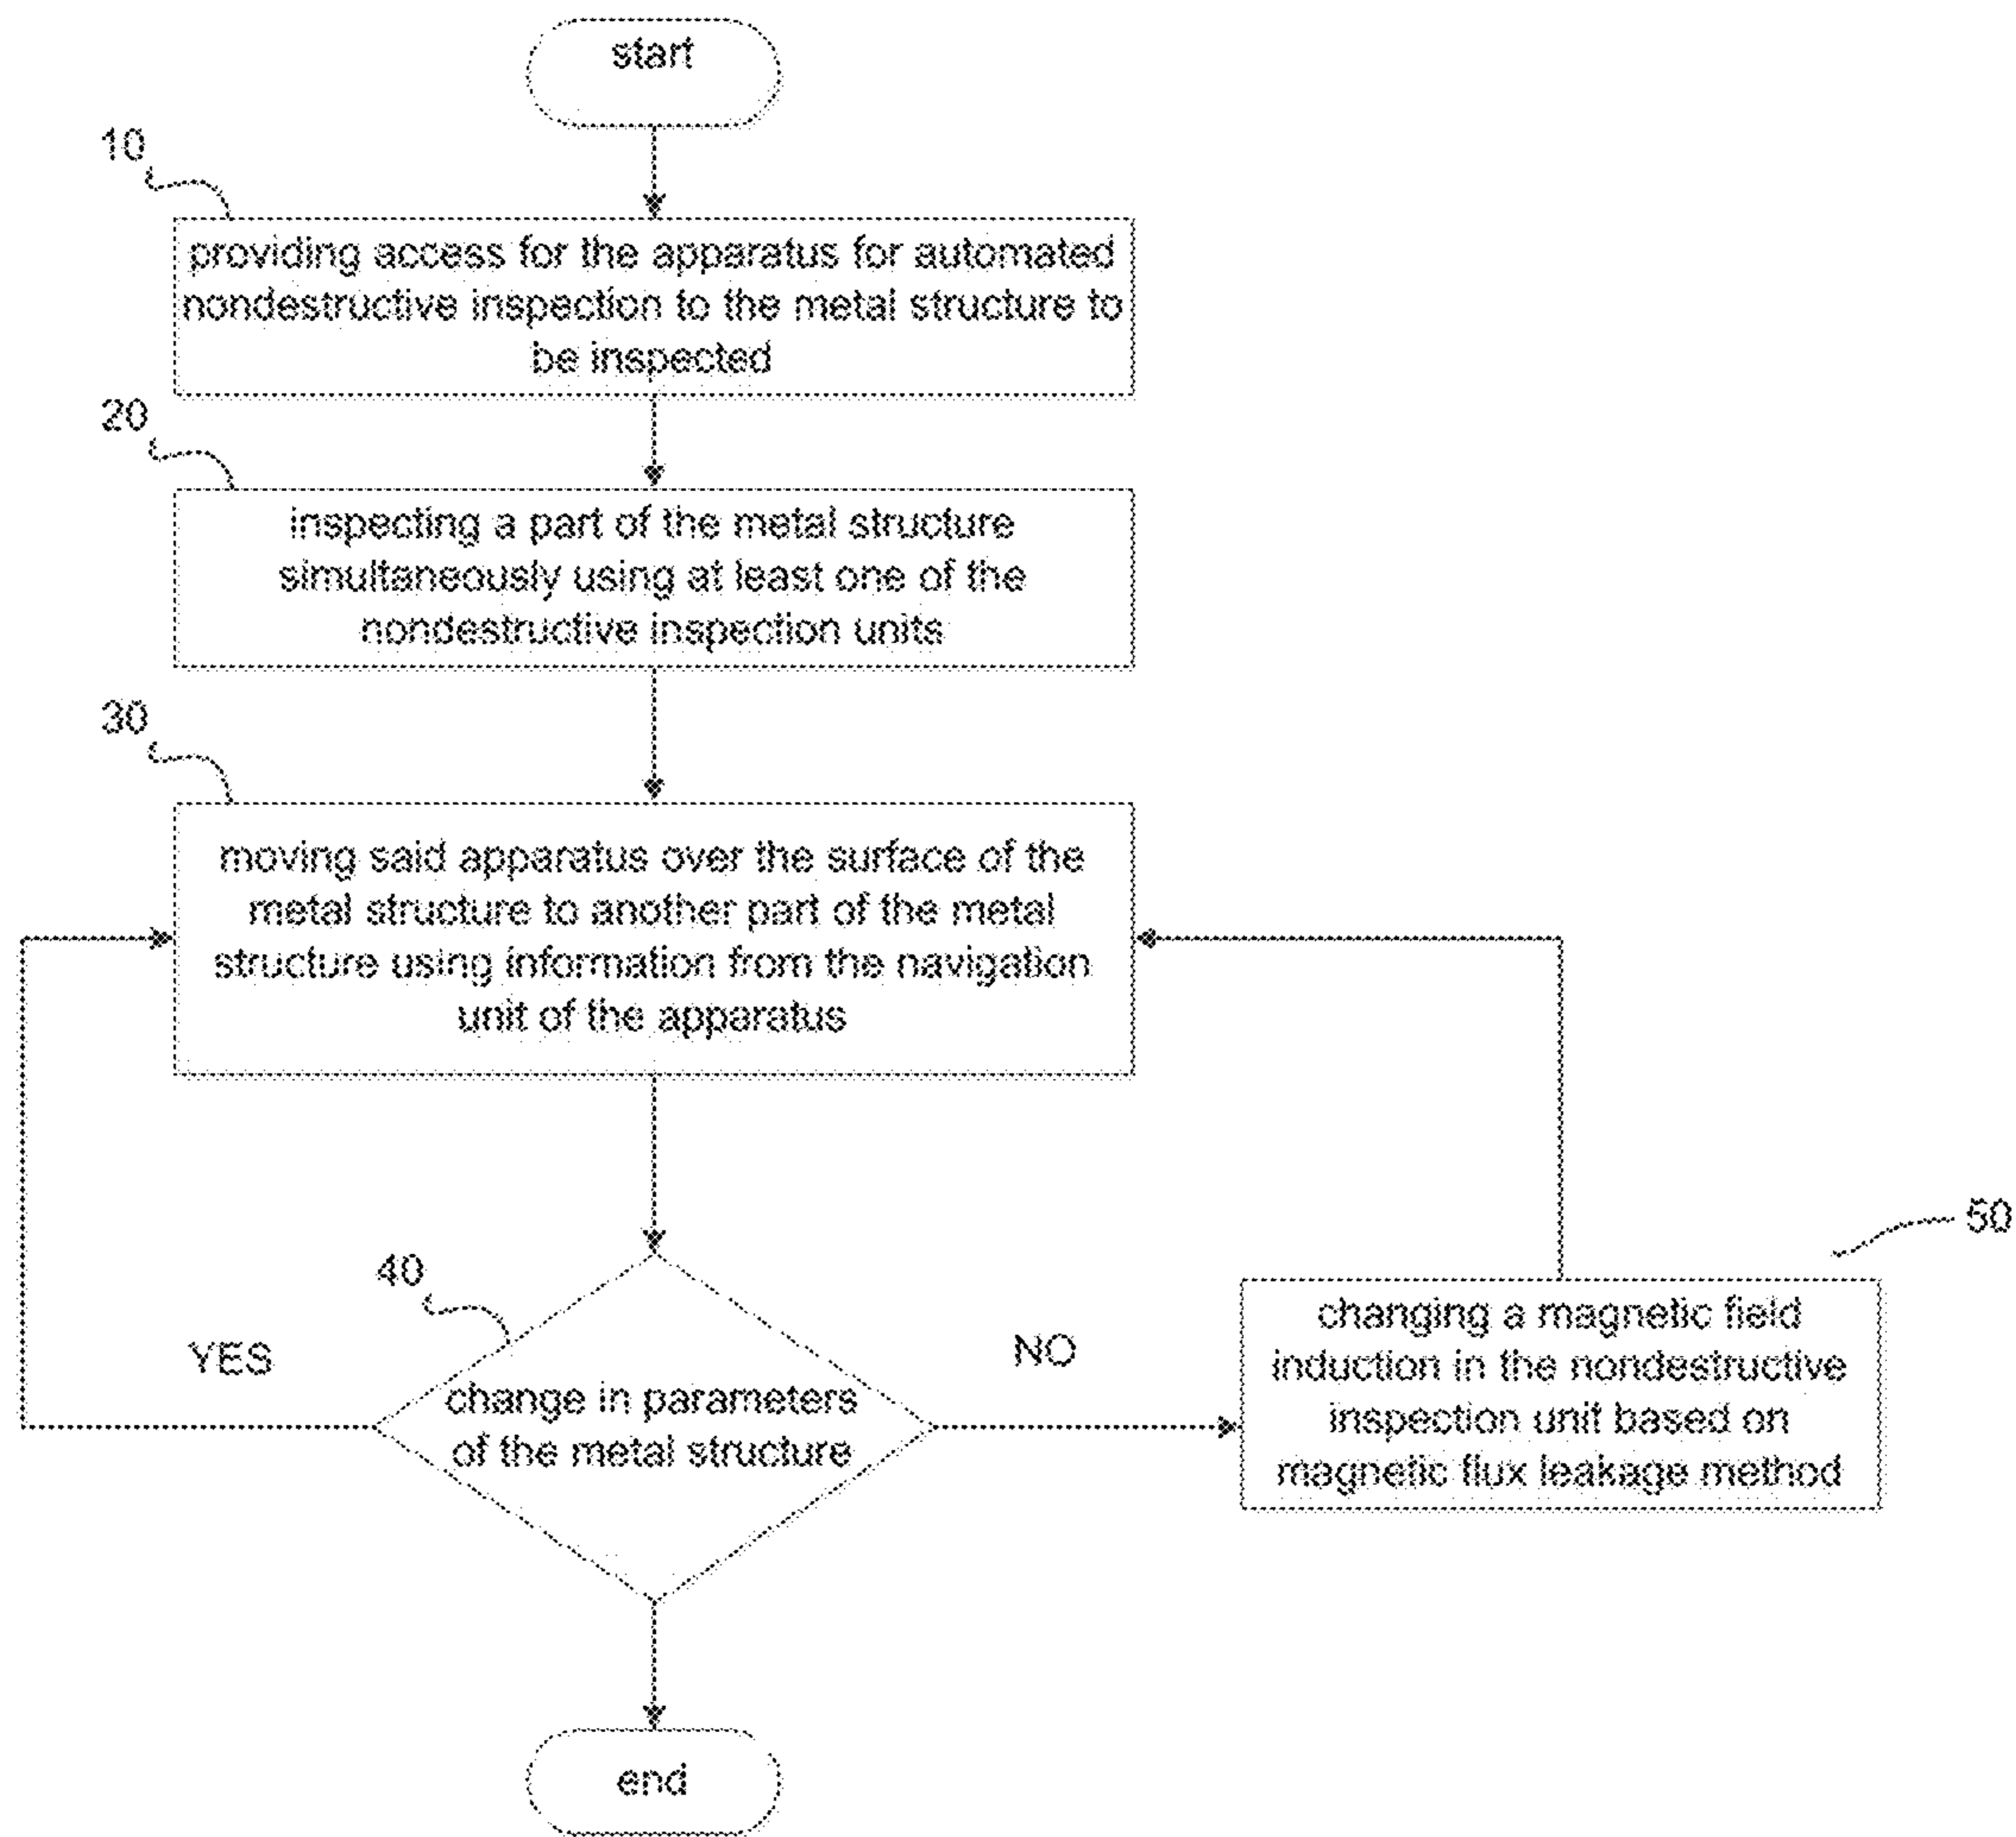 start
10
providing access for the apparatus for automated
nondestructive inspection to the metal structure to
be inspected
20
inspecting a part of the metal structure
simultaneously using at least one of the
nondestructive inspection units
30
moving said apparatus over the surface of the
metal structure to another part of the metal
structure using information from the navigation
unit of the apparatus
40
YES
NO
change in parameters
of the metal structure
50
changing a magnetic field
induction in the nondestructive
inspection unit based on
magnetic flux leakage method
end